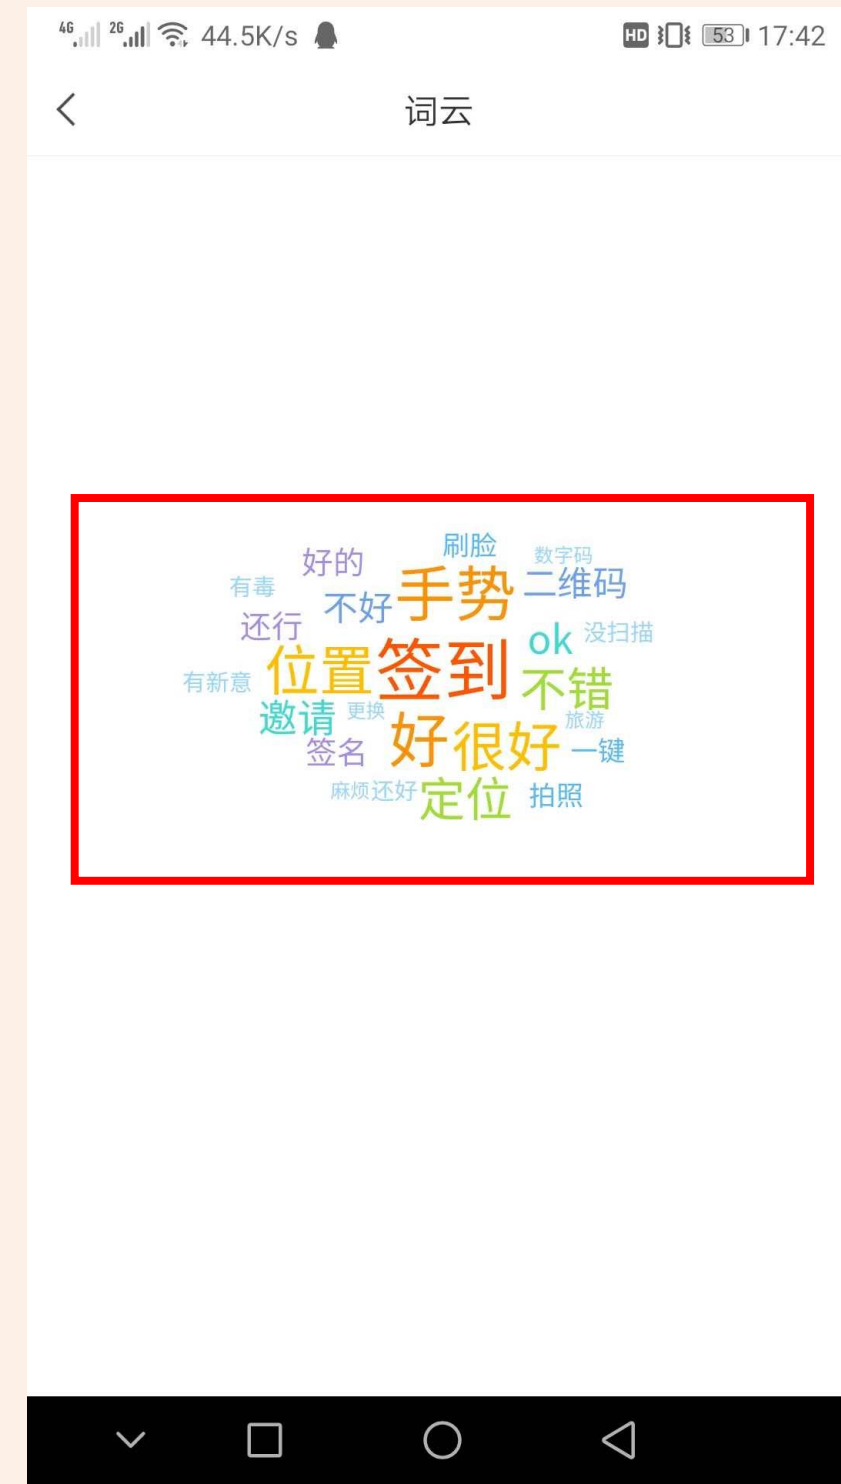 4G 2G 44.5K/s HD 53 17:42
词云
刷脸
好的 数字码
有毒 手势 二维码
不好
还行 ok 没扫描
位置 签到
有新意 不错
邀请 更换 旅游
签名 好 很好 一键
麻烦 还好 定位 拍照